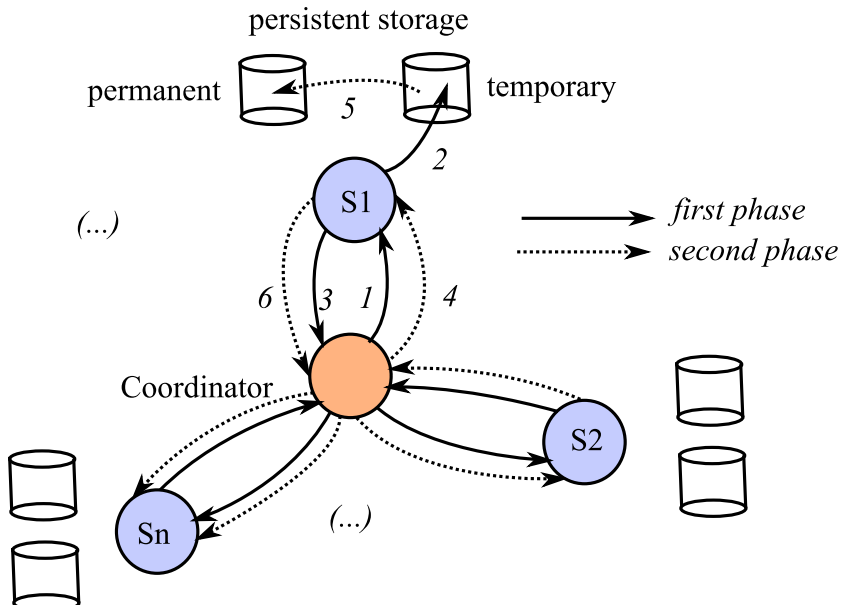 persistent storage
permanent
temporary
5
2
S1
(...)
first phase
second phase
6
3
1
4
Coordinator
S2
(...)
Sn